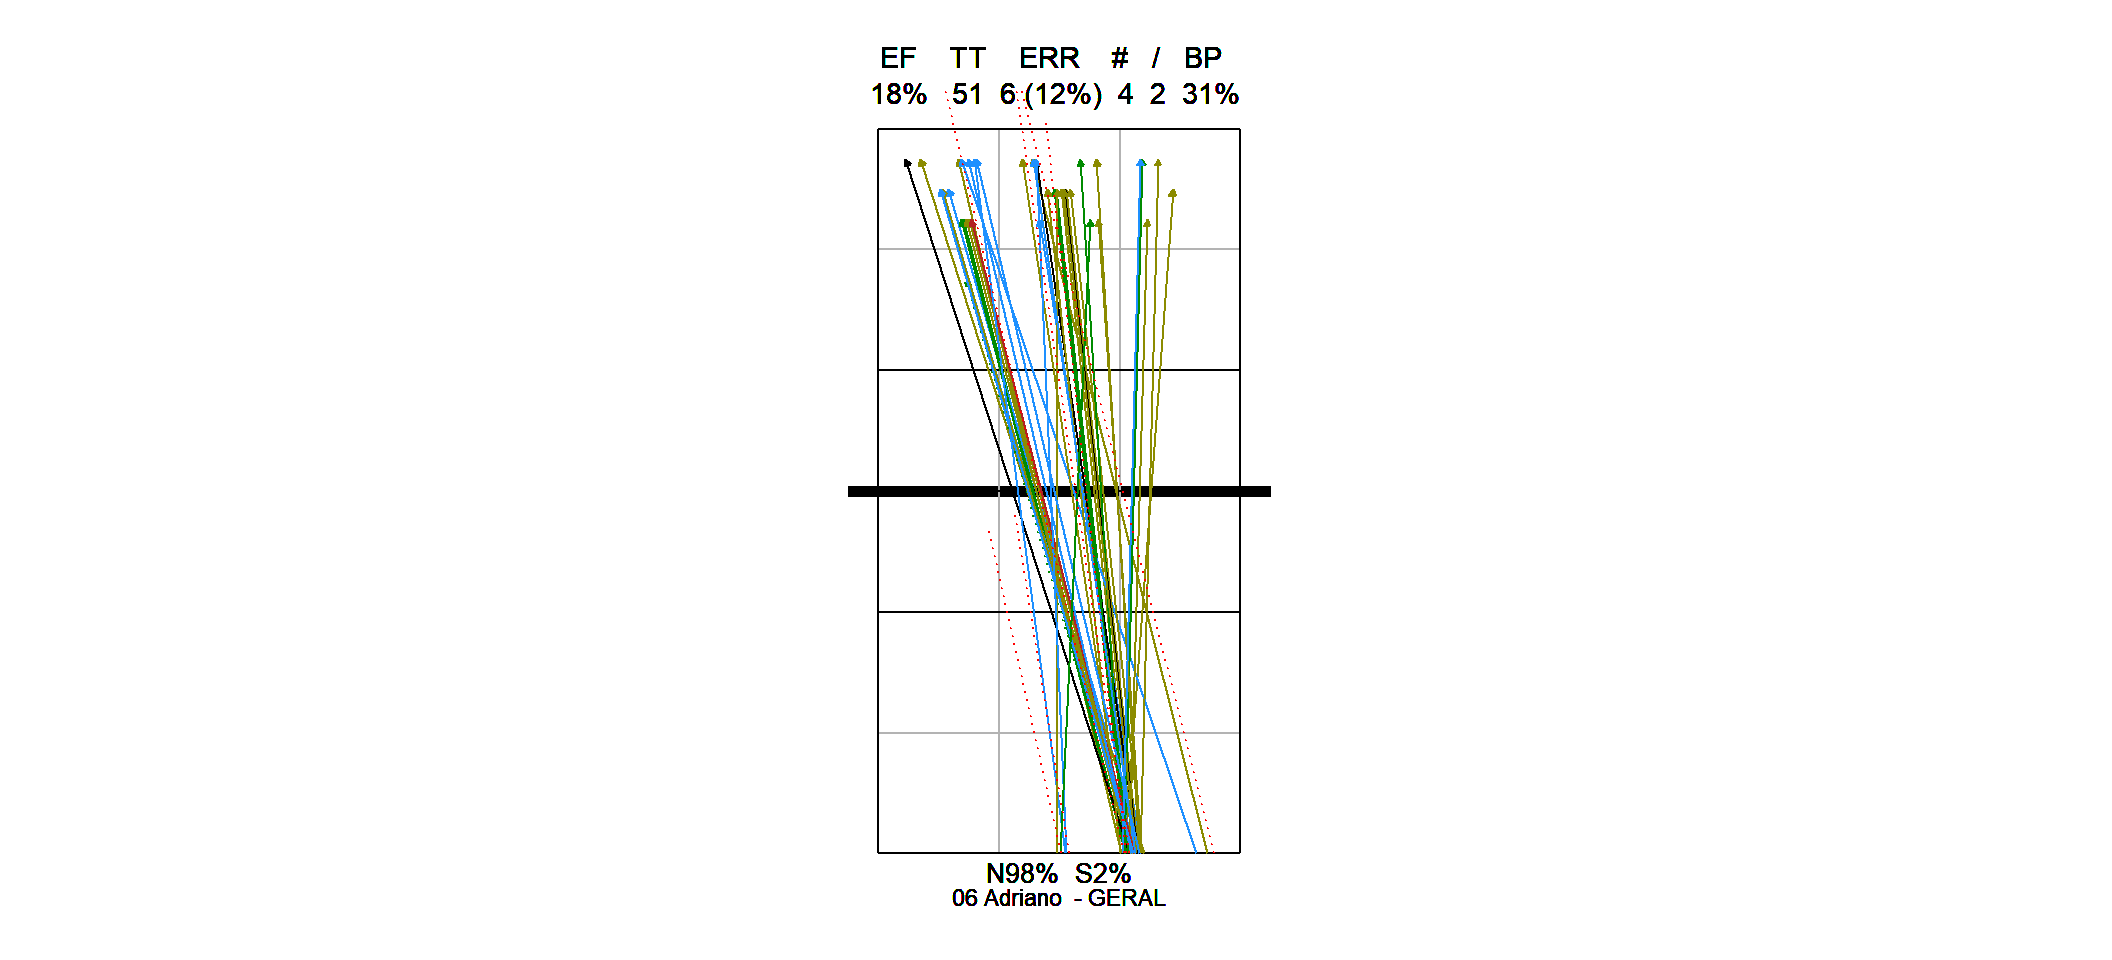 EF TT ERR # / BP
18% 51 6 (12%) 4 2 31%
N98% S2%
06 Adriano - GERAL